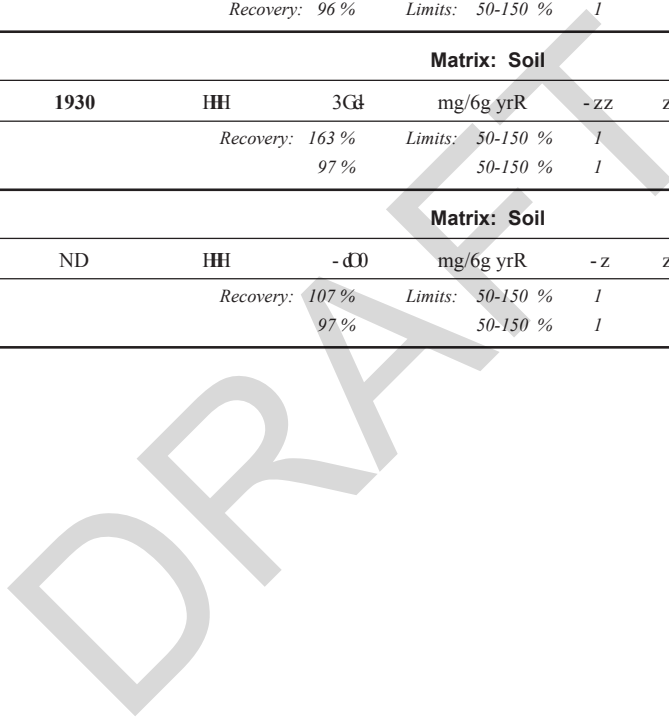 Recovery: 96 % Limits: 50-150 % 1
Matrix: Soil
1930 mg/6g yrR - zz z
Recovery: 163 % Limits: 50-150 % 1
97 % 50-150 % 1
Matrix: Soil
ND mg/6g yrR - z z
Recovery: 107 % Limits: 50-150 % 1
97 % 50-150 % 1
DRAFT